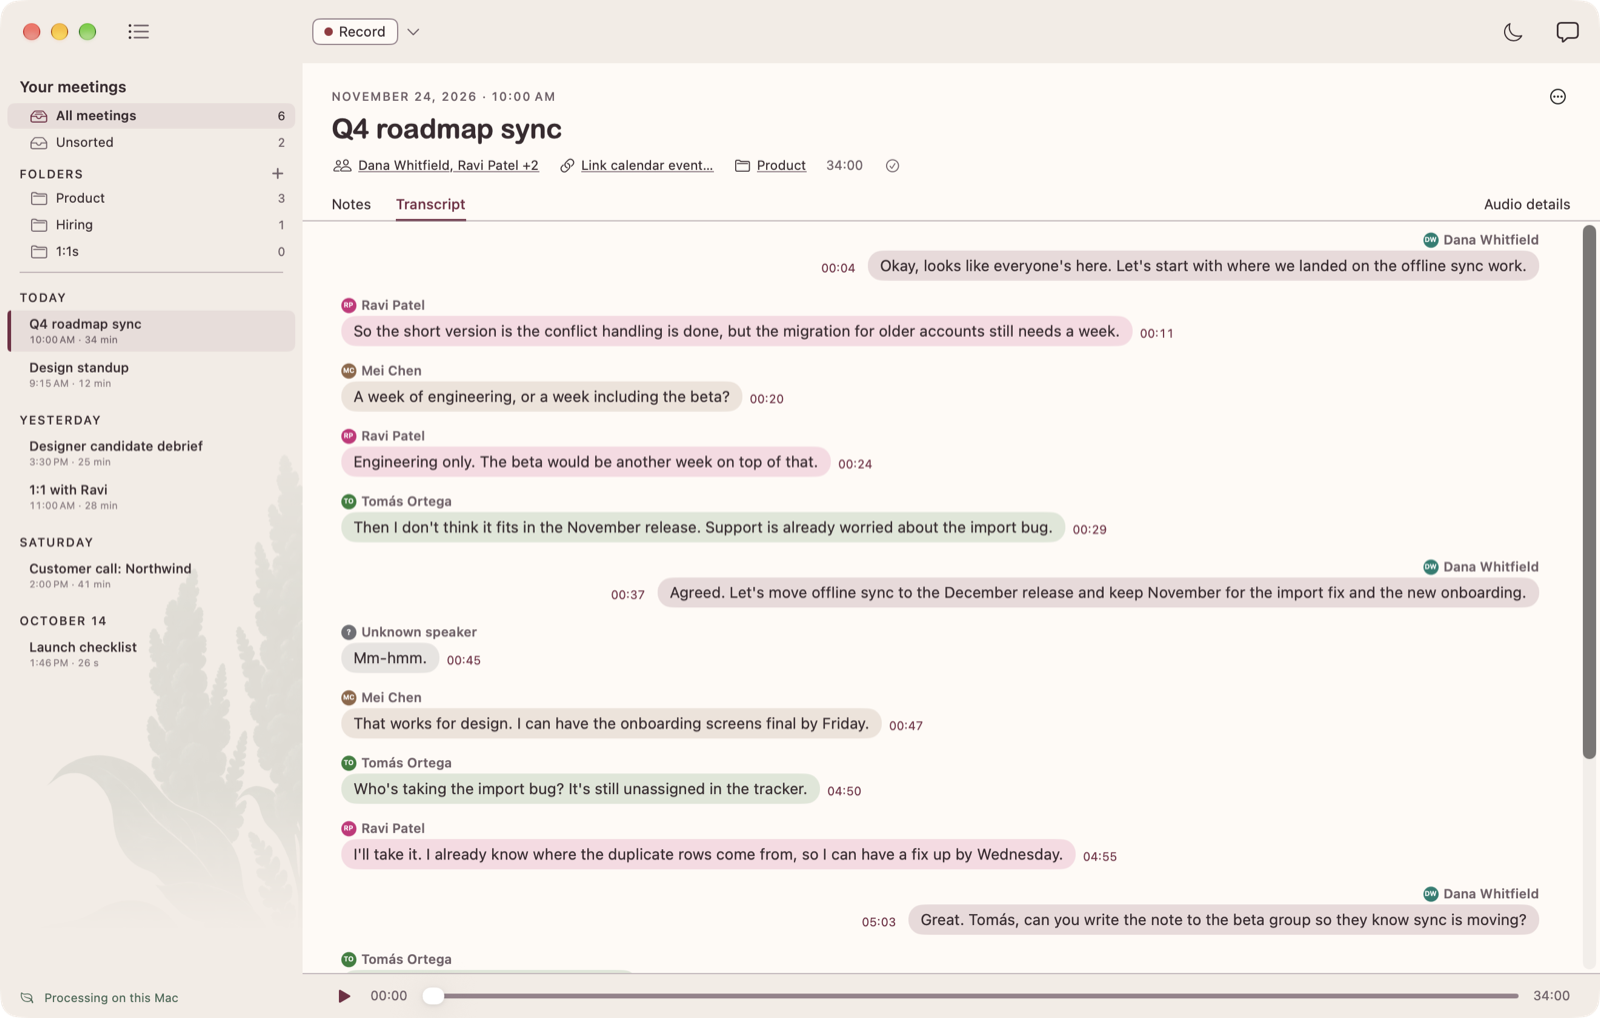 Record
Your meetings
All meetings 6
Unsorted 2
FOLDERS
Product 3
Hiring 1
1:1s 0
TODAY
Q4 roadmap sync
10:00 AM · 34 min
Design standup
9:15 AM · 12 min
YESTERDAY
Designer candidate debrief
3:30 PM · 25 min
1:1 with Ravi
11:00 AM · 28 min
SATURDAY
Customer call: Northwind
2:00 PM · 41 min
OCTOBER 14
Launch checklist
1:46 PM · 26 s
Processing on this Mac
NOVEMBER 24, 2026 · 10:00 AM
Q4 roadmap sync
Dana Whitfield, Ravi Patel +2 Link calendar event... Product 34:00
Notes Transcript Audio details
DW Dana Whitfield
00:04 Okay, looks like everyone's here. Let's start with where we landed on the offline sync work.
RP Ravi Patel
So the short version is the conflict handling is done, but the migration for older accounts still needs a week. 00:11
MC Mei Chen
A week of engineering, or a week including the beta? 00:20
RP Ravi Patel
Engineering only. The beta would be another week on top of that. 00:24
TO Tomás Ortega
Then I don't think it fits in the November release. Support is already worried about the import bug. 00:29
DW Dana Whitfield
00:37 Agreed. Let's move offline sync to the December release and keep November for the import fix and the new onboarding.
? Unknown speaker
Mm-hmm. 00:45
MC Mei Chen
That works for design. I can have the onboarding screens final by Friday. 00:47
TO Tomás Ortega
Who's taking the import bug? It's still unassigned in the tracker. 04:50
RP Ravi Patel
I'll take it. I already know where the duplicate rows come from, so I can have a fix up by Wednesday. 04:55
DW Dana Whitfield
05:03 Great. Tomás, can you write the note to the beta group so they know sync is moving?
TO Tomás Ortega
00:00 34:00